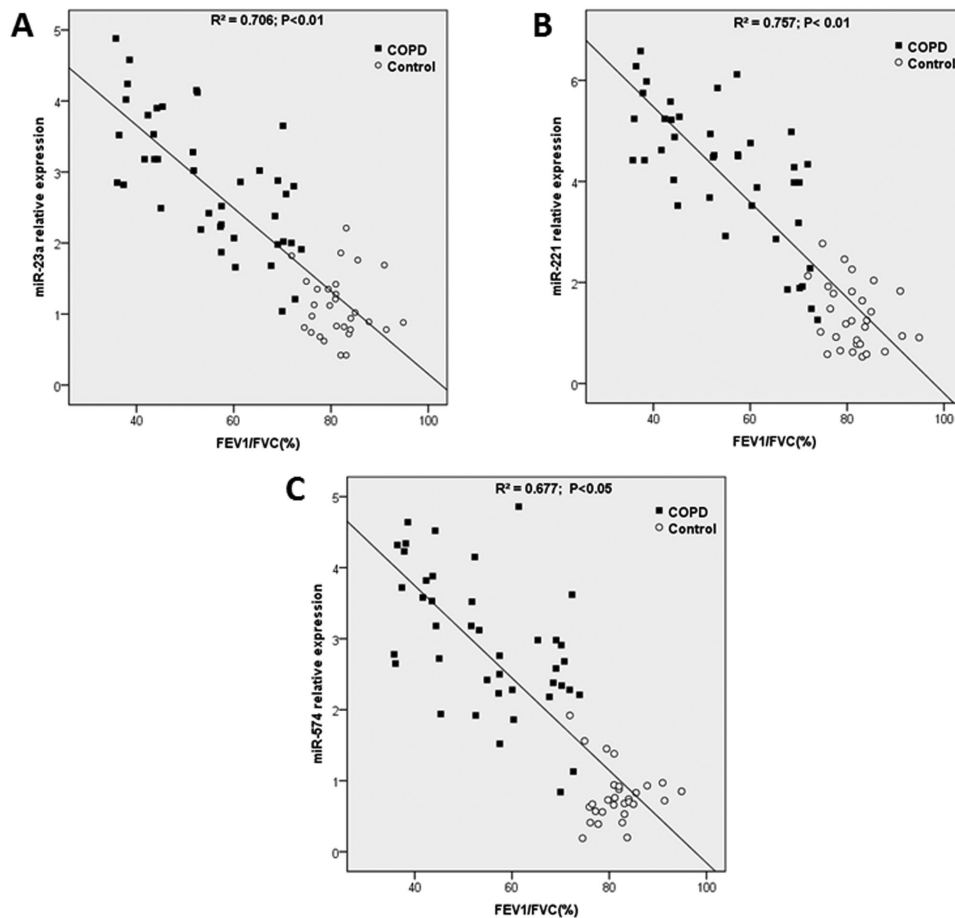 A
R² = 0.706; P<0.01
COPD
Control
miR-23a relative expression
5
4
3
2
1
0
40 60 80 100
FEV1/FVC(%)
B
R² = 0.757; P< 0.01
COPD
Control
miR-221 relative expression
6
4
2
0
40 60 80 100
FEV1/FVC(%)
C
R² = 0.677; P<0.05
COPD
Control
miR-574 relative expression
5
4
3
2
1
0
40 60 80 100
FEV1/FVC(%)